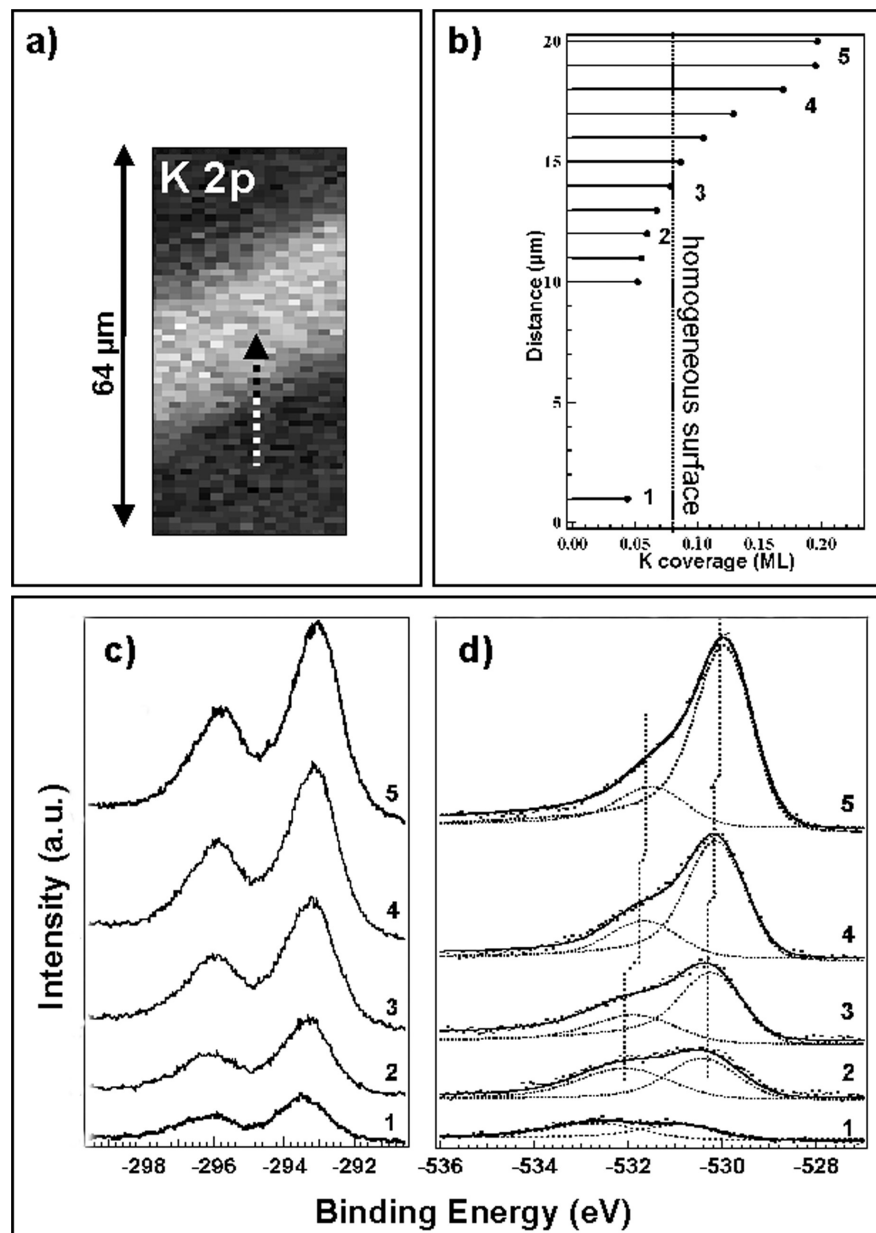 a)
K 2p
64 µm
b)
20
15
10
5
0
Distance (µm)
5
4
3
2
1
homogeneous surface
0.00 0.05 0.10 0.15 0.20
K coverage (ML)
c)
5
4
3
2
1
-298 -296 -294 -292
d)
5
4
3
2
1
-536 -534 -532 -530 -528
Intensity (a.u.)
Binding Energy (eV)